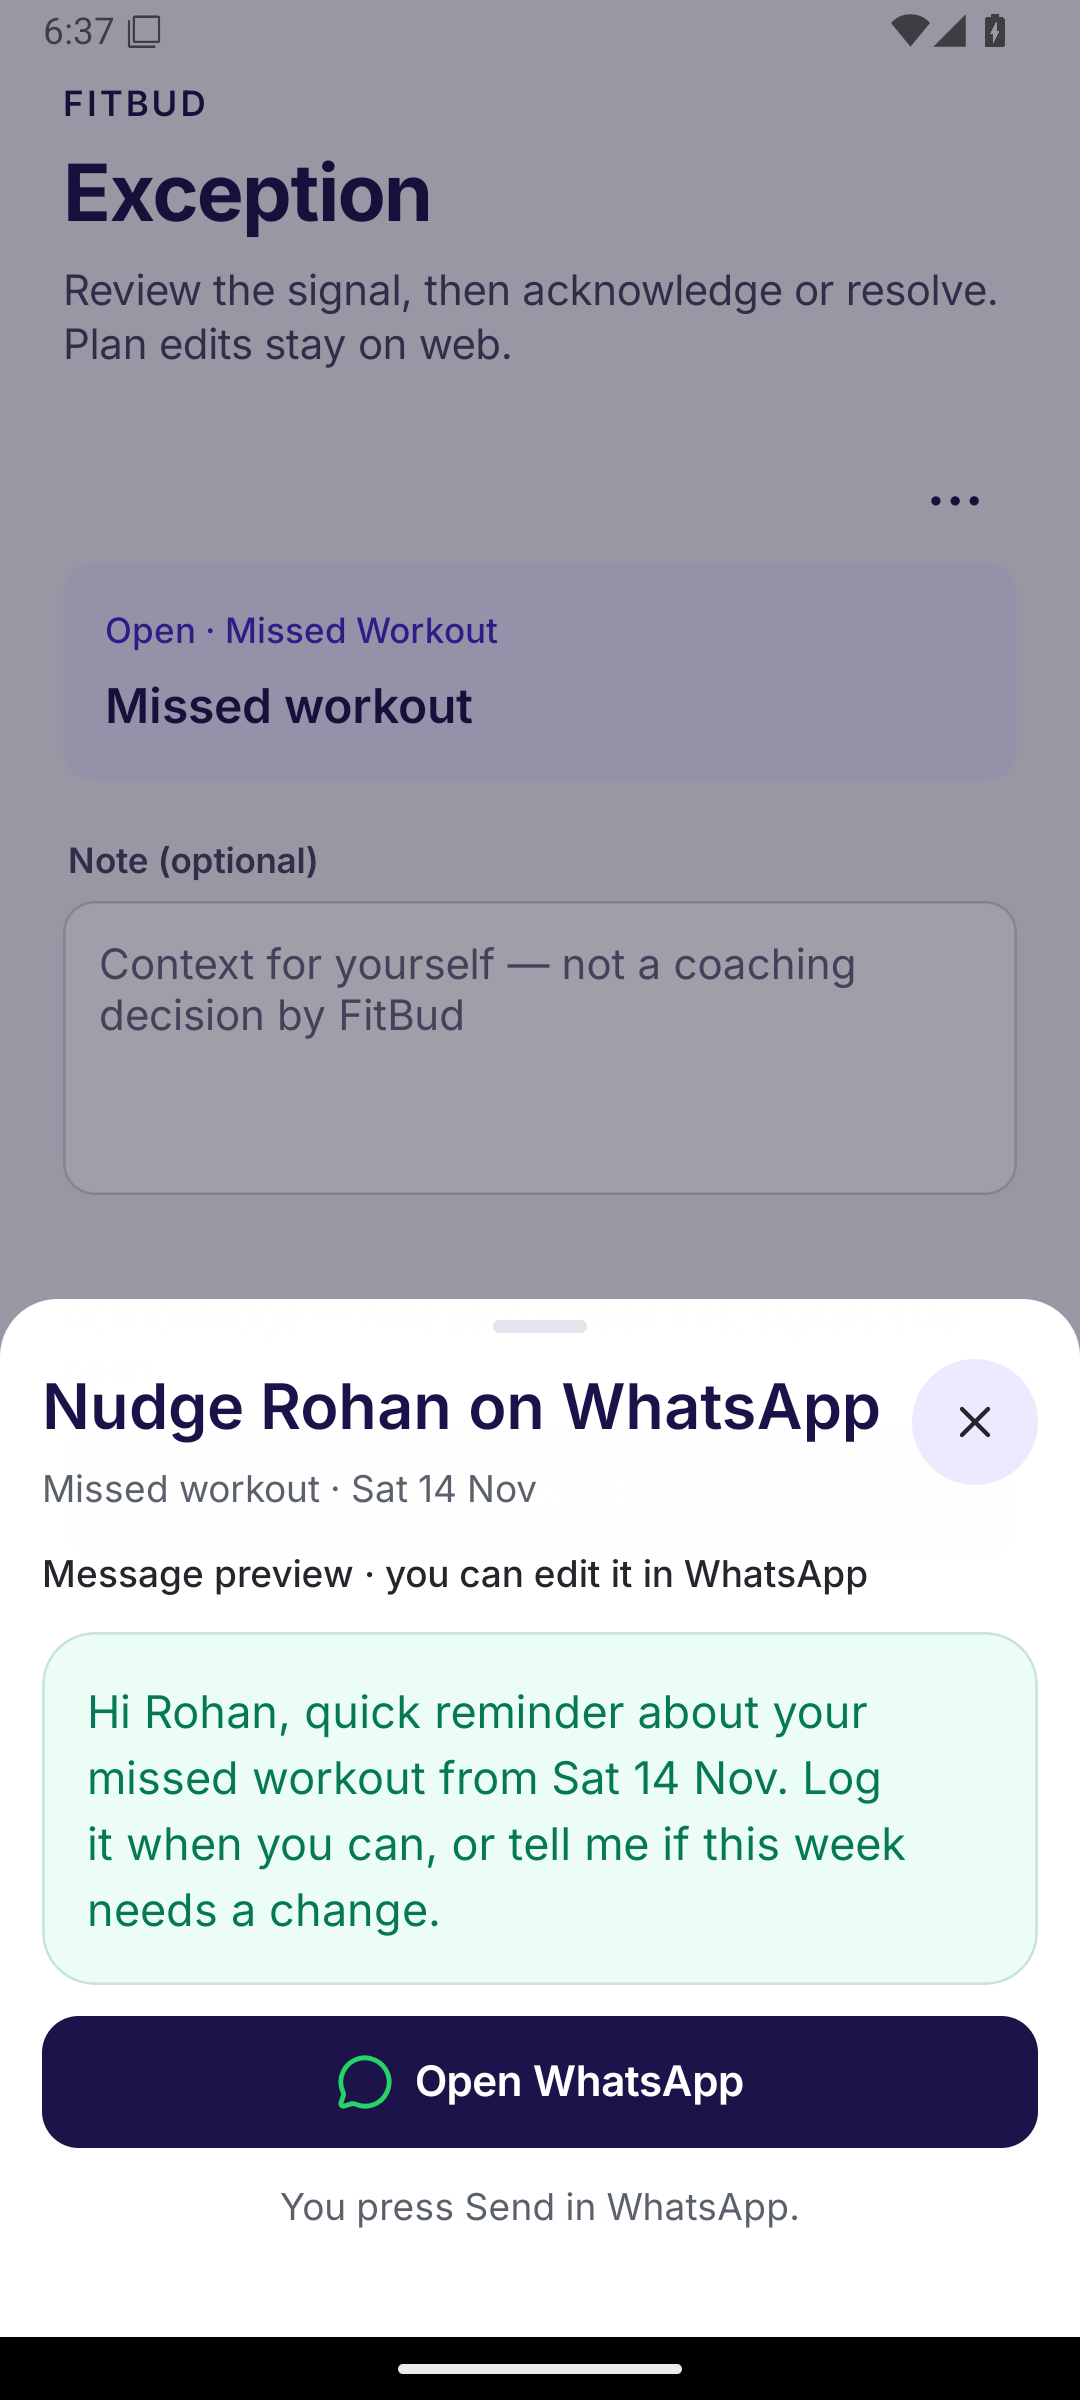 6:37
FITBUD
Exception
Review the signal, then acknowledge or resolve.
Plan edits stay on web.
Open · Missed Workout
Missed workout
Note (optional)
Context for yourself — not a coaching
decision by FitBud
Nudge Rohan on WhatsApp
Missed workout · Sat 14 Nov
Message preview · you can edit it in WhatsApp
Hi Rohan, quick reminder about your
missed workout from Sat 14 Nov. Log
it when you can, or tell me if this week
needs a change.
Open WhatsApp
You press Send in WhatsApp.